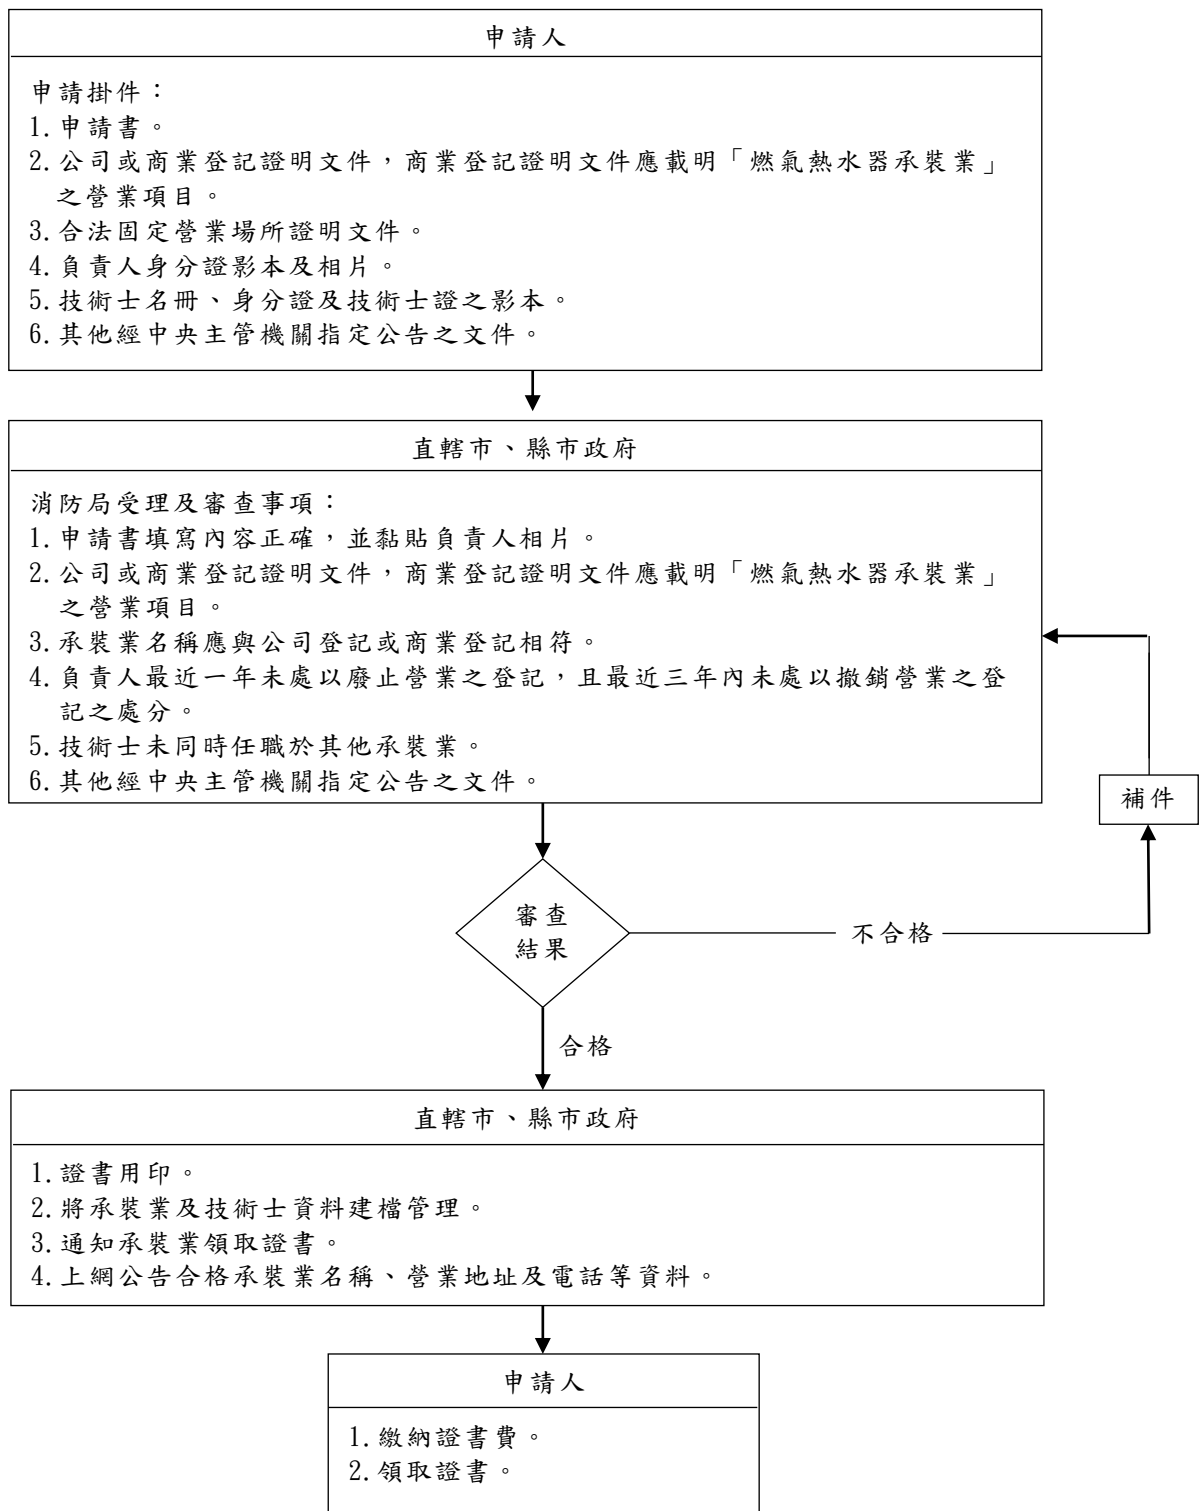 申請人
申請掛件：
1.申請書。
2.公司或商業登記證明文件，商業登記證明文件應載明「燃氣熱水器承裝業」
之營業項目。
3.合法固定營業場所證明文件。
4.負責人身分證影本及相片。
5.技術士名冊、身分證及技術士證之影本。
6.其他經中央主管機關指定公告之文件。
直轄市、縣市政府
消防局受理及審查事項：
1.申請書填寫內容正確，並黏貼負責人相片。
2.公司或商業登記證明文件，商業登記證明文件應載明「燃氣熱水器承裝業」
之營業項目。
3.承裝業名稱應與公司登記或商業登記相符。
4.負責人最近一年未處以廢止營業之登記，且最近三年內未處以撤銷營業之登
記之處分。
5.技術士未同時任職於其他承裝業。
6.其他經中央主管機關指定公告之文件。
補件
審查
結果
不合格
合格
直轄市、縣市政府
1.證書用印。
2.將承裝業及技術士資料建檔管理。
3.通知承裝業領取證書。
4.上網公告合格承裝業名稱、營業地址及電話等資料。
申請人
1.繳納證書費。
2.領取證書。